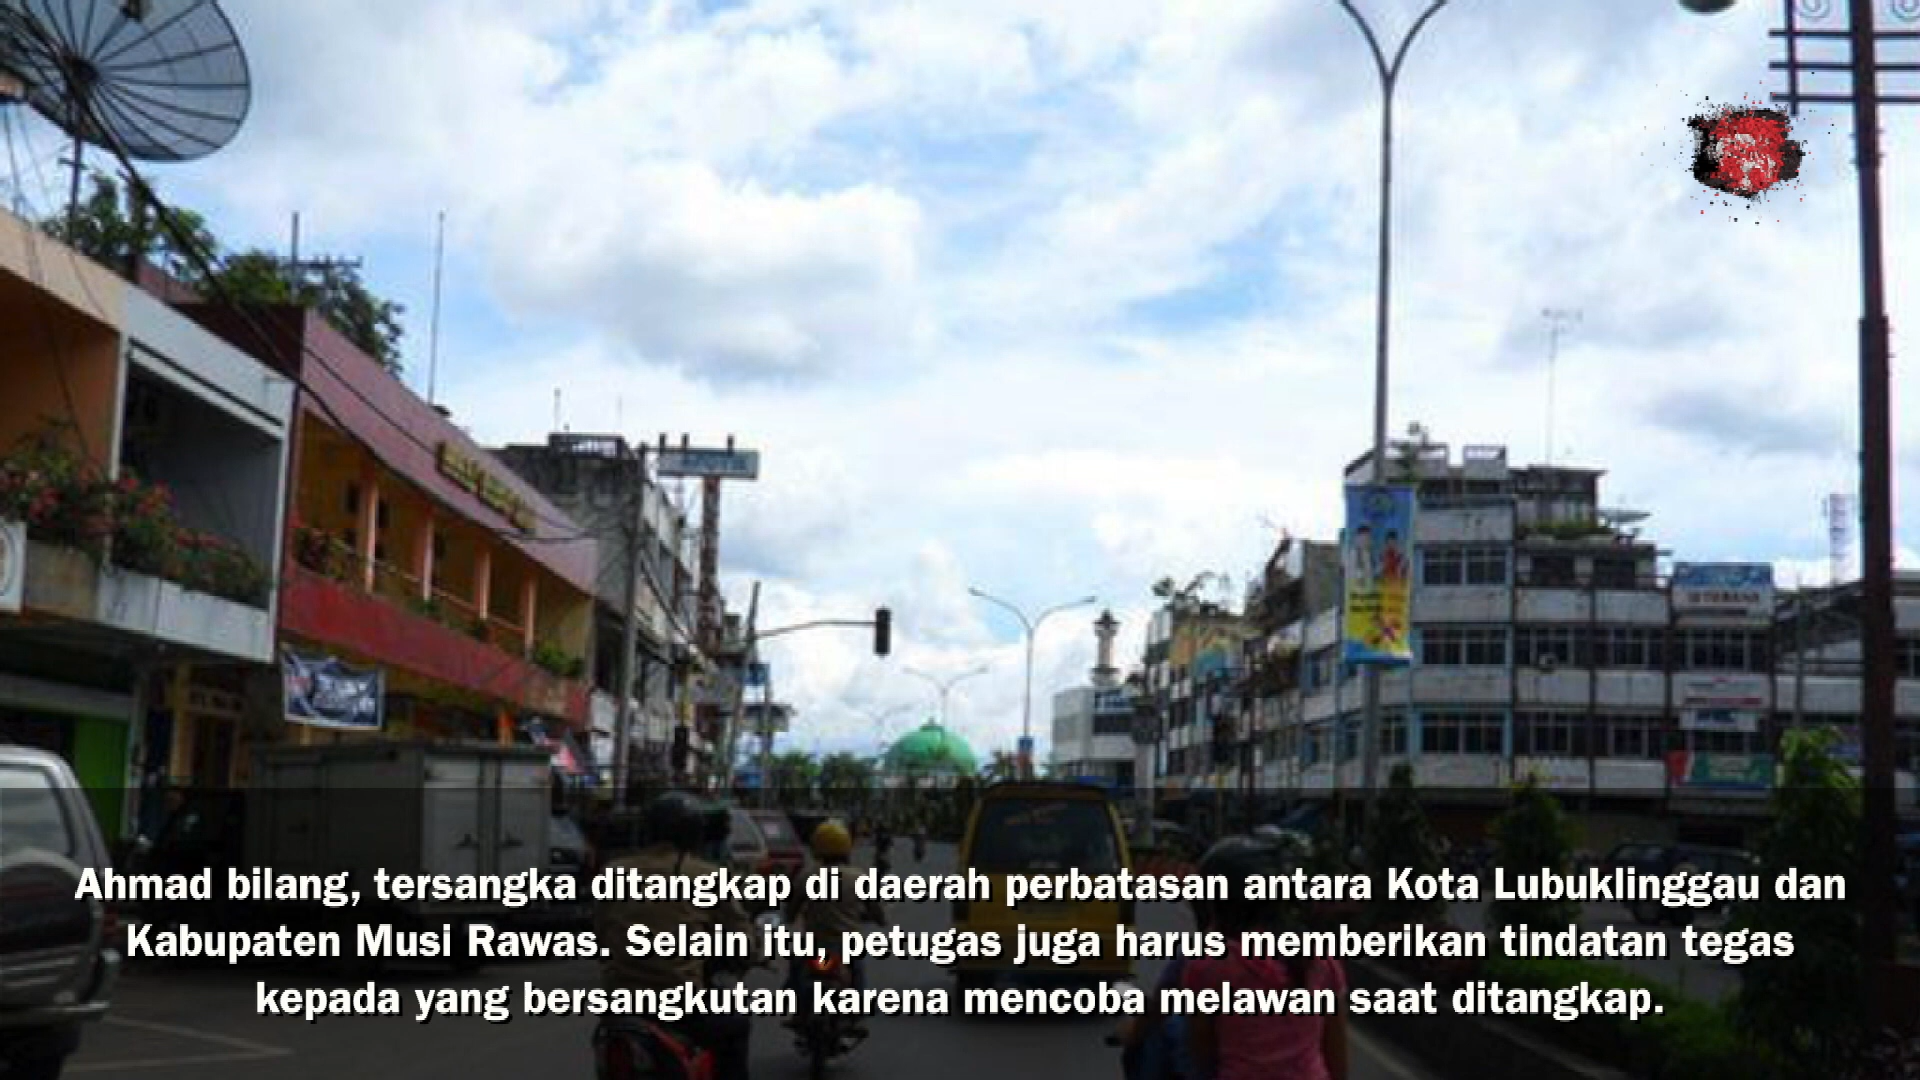 Ahmad bilang, tersangka ditangkap di daerah perbatasan antara Kota Lubuklinggau dan
Kabupaten Musi Rawas. Selain itu, petugas juga harus memberikan tindatan tegas
kepada yang bersangkutan karena mencoba melawan saat ditangkap.